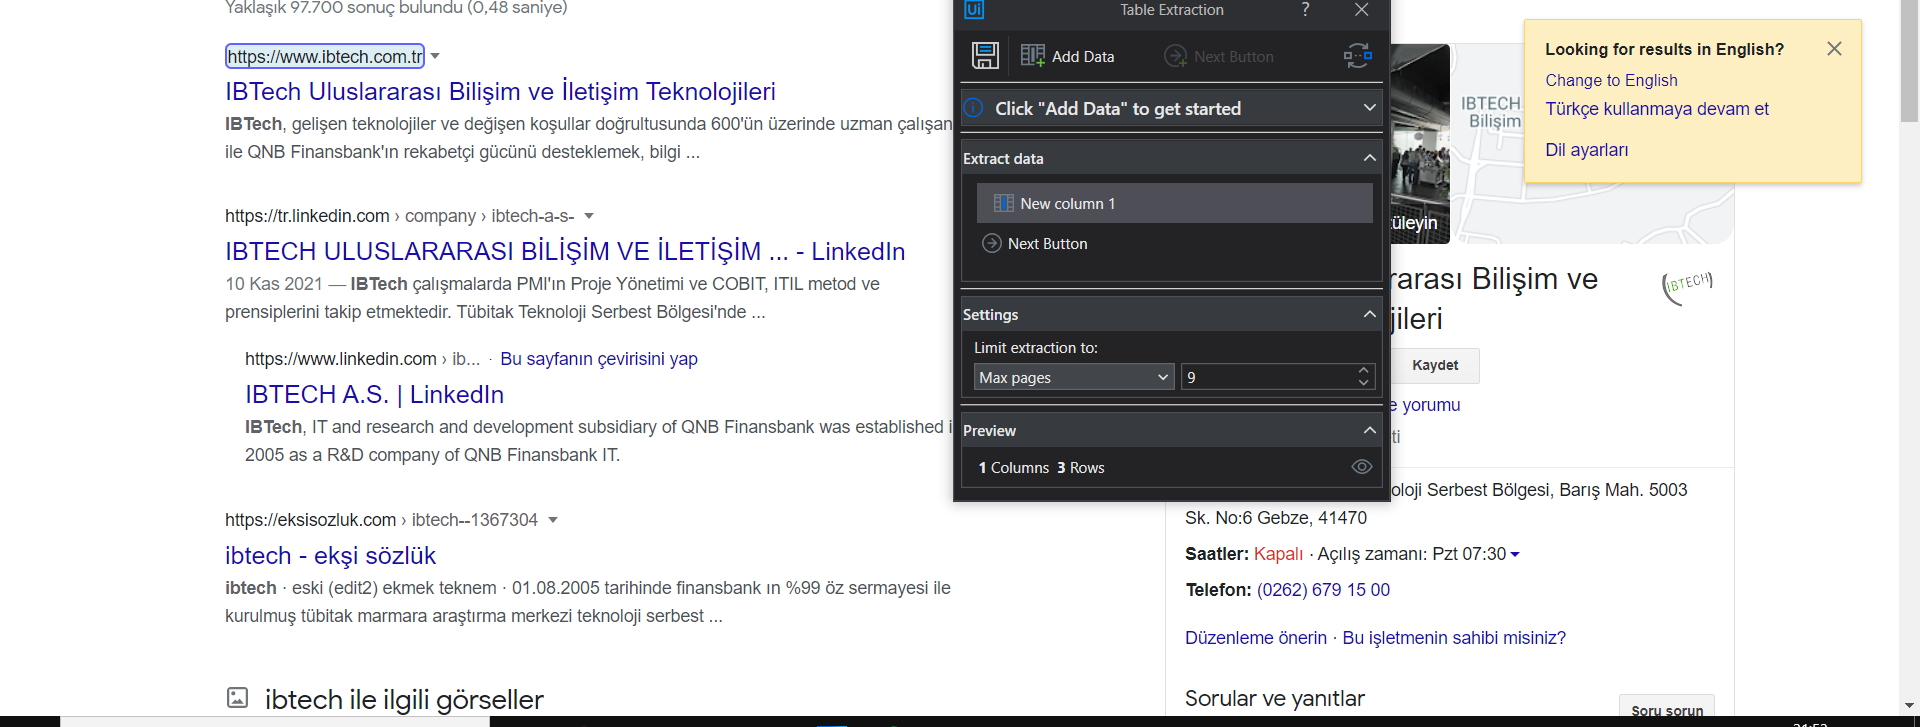 Yaklaşık 97.700 sonuç bulundu (0,48 saniye)
https://www.ibtech.com.tr
IBTech Uluslararası Bilişim ve İletişim Teknolojileri
IBTech, gelişen teknolojiler ve değişen koşullar doğrultusunda 600'ün üzerinde uzman çalışan
ile QNB Finansbank'ın rekabetçi gücünü desteklemek, bilgi ...
https://tr.linkedin.com › company › ibtech-a-s-
IBTECH ULUSLARARASI BİLİŞİM VE İLETİŞİM ... - LinkedIn
10 Kas 2021 — IBTech çalışmalarda PMI'ın Proje Yönetimi ve COBIT, ITIL metod ve
prensiplerini takip etmektedir. Tübitak Teknoloji Serbest Bölgesi'nde ...
https://www.linkedin.com › ib... · Bu sayfanın çevirisini yap
IBTECH A.S. | LinkedIn
IBTech, IT and research and development subsidiary of QNB Finansbank was established i
2005 as a R&D company of QNB Finansbank IT.
https://eksisozluk.com › ibtech--1367304
ibtech - ekşi sözlük
ibtech · eski (edit2) ekmek teknem · 01.08.2005 tarihinde finansbank ın %99 öz sermayesi ile
kurulmuş tübitak marmara araştırma merkezi teknoloji serbest ...
ibtech ile ilgili görseller
Ui Table Extraction ?
Add Data Next Button
Click "Add Data" to get started
Extract data
New column 1
Next Button
Settings
Limit extraction to:
Max pages 9
Preview
1 Columns 3 Rows
Looking for results in English?
Change to English
Türkçe kullanmaya devam et
Dil ayarları
IBTECH
Bilişim
üleyin
rarası Bilişim ve
jileri
IBTECH
Kaydet
e yorumu
ti
oloji Serbest Bölgesi, Barış Mah. 5003
Sk. No:6 Gebze, 41470
Saatler: Kapalı · Açılış zamanı: Pzt 07:30
Telefon: (0262) 679 15 00
Düzenleme önerin · Bu işletmenin sahibi misiniz?
Sorular ve yanıtlar
Soru sorun